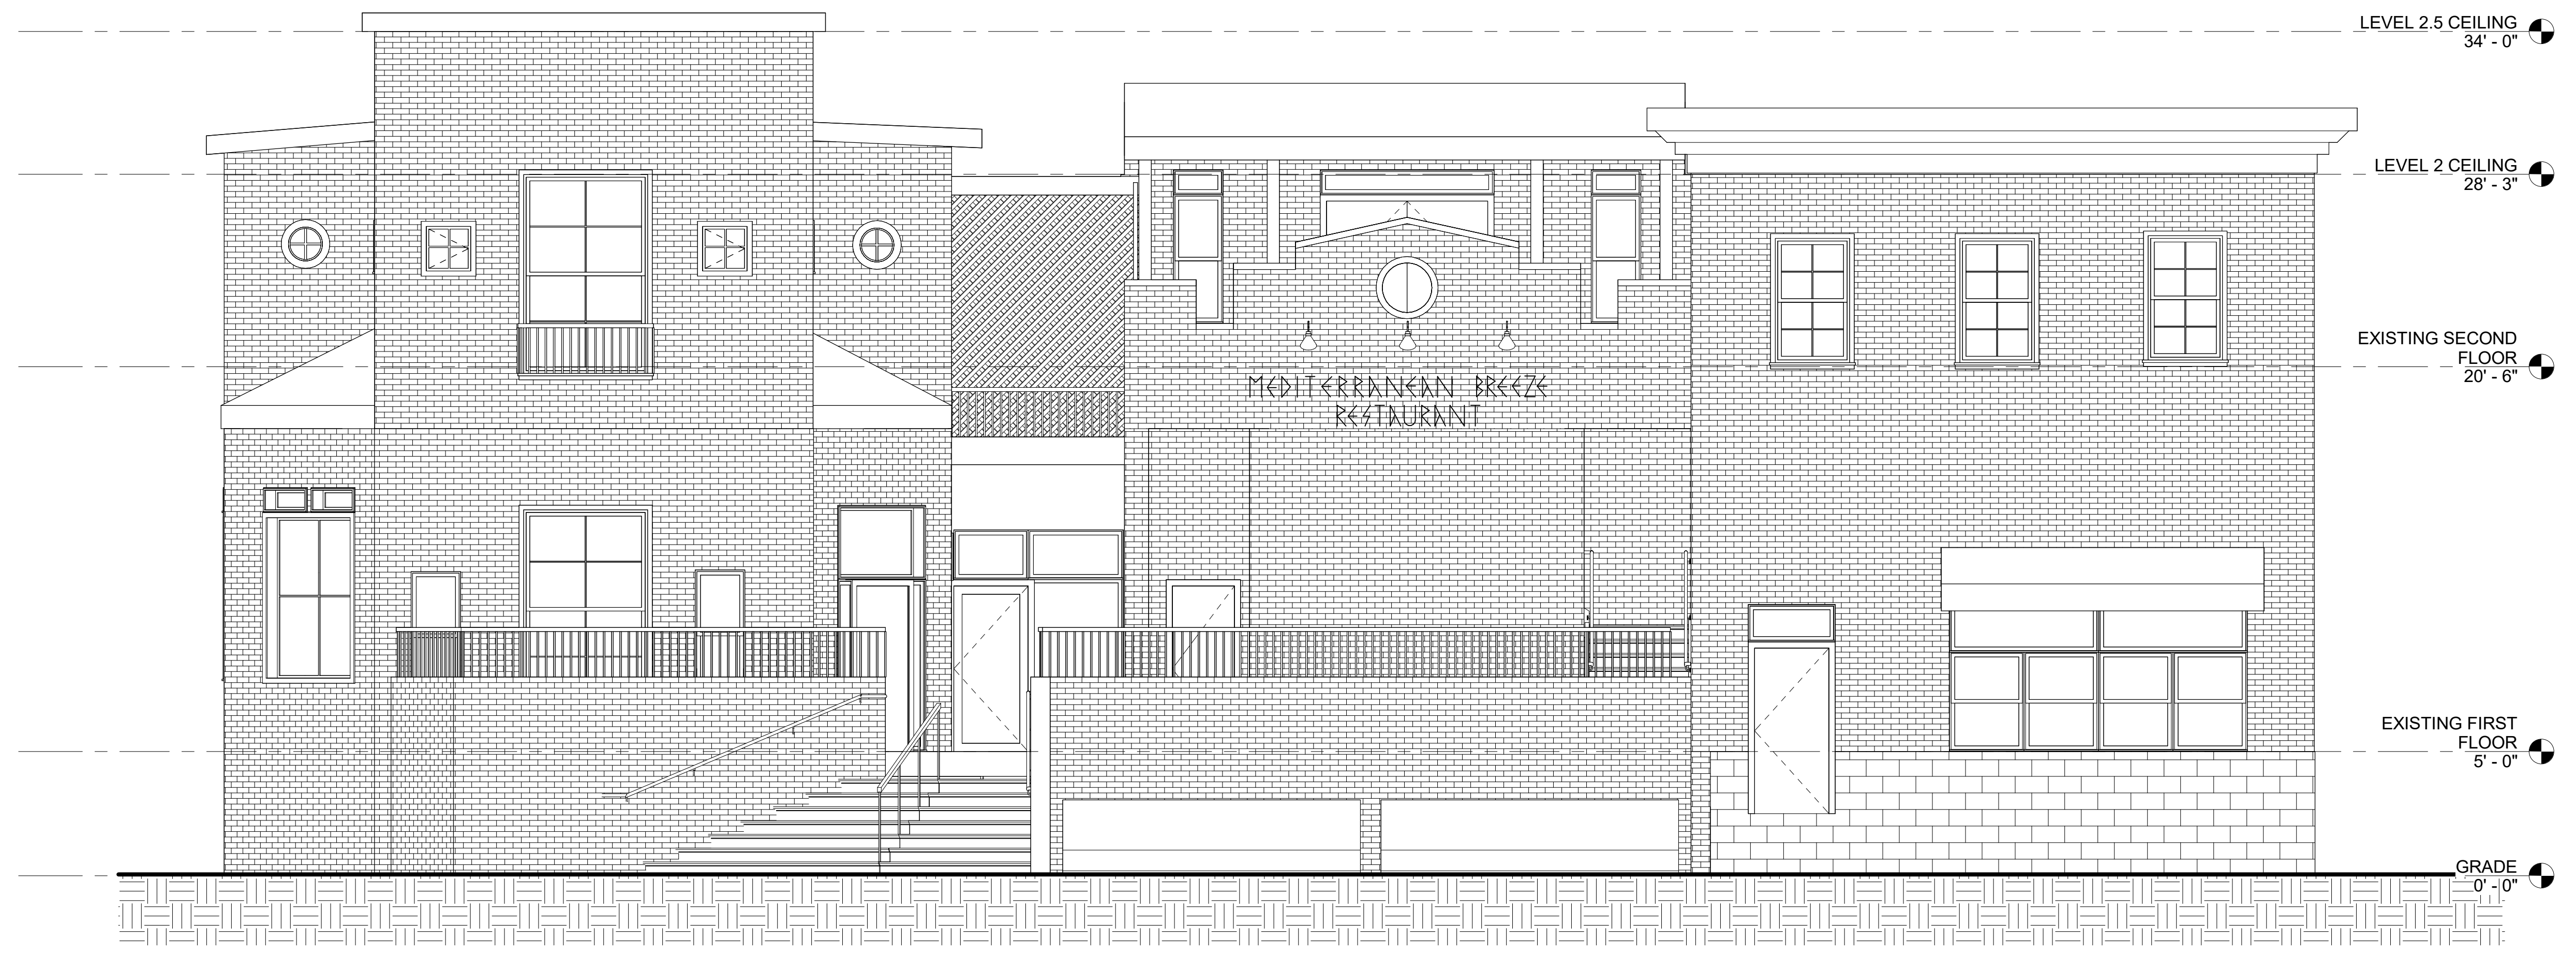 LEVEL 2.5 CEILING
34' - 0"
LEVEL 2 CEILING
28' - 3"
EXISTING SECOND
FLOOR
20' - 6"
MEDITERRANEAN BREEZE
RESTAURANT
EXISTING FIRST
FLOOR
5' - 0"
GRADE
0' - 0"